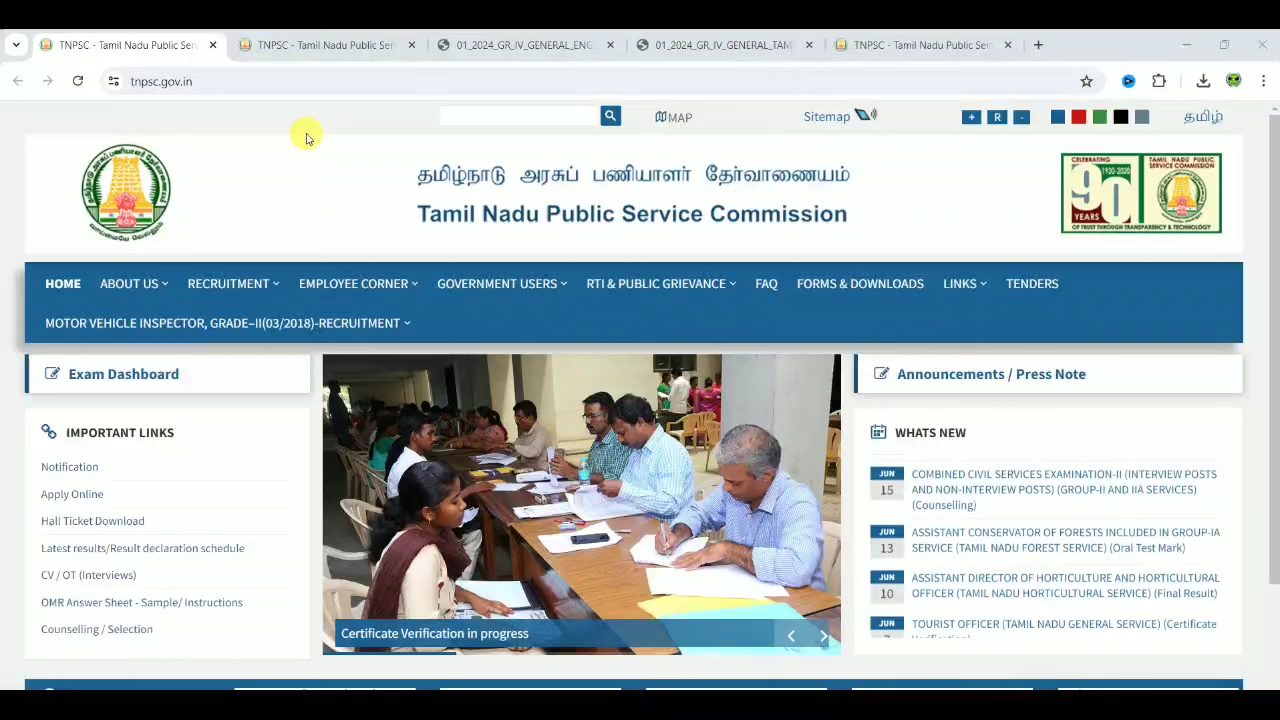 TNPSC - Tamil Nadu Public Serv
TNPSC - Tamil Nadu Public Ser
01_2024_GR_IV_GENERAL_ENG
01_2024_GR_IV_GENERAL_TAM
TNPSC - Tamil Nadu Public Ser
tnpsc.gov.in
MAP
Sitemap
+ R -
தமிழ்
தமிழ்நாடு அரசுப் பணியாளர் தேர்வாணையம்
Tamil Nadu Public Service Commission
CELEBRATING
1930-2020
90
YEARS
TAMIL NADU PUBLIC
SERVICE COMMISSION
OF TRUST THROUGH TRANSPARENCY & TECHNOLOGY
HOME ABOUT US RECRUITMENT EMPLOYEE CORNER GOVERNMENT USERS RTI & PUBLIC GRIEVANCE FAQ FORMS & DOWNLOADS LINKS TENDERS
MOTOR VEHICLE INSPECTOR, GRADE–II(03/2018)-RECRUITMENT
Exam Dashboard
IMPORTANT LINKS
Notification
Apply Online
Hall Ticket Download
Latest results/Result declaration schedule
CV / OT (Interviews)
OMR Answer Sheet - Sample/ Instructions
Counselling / Selection
Certificate Verification in progress
Announcements / Press Note
WHATS NEW
JUN 15
COMBINED CIVIL SERVICES EXAMINATION-II (INTERVIEW POSTS
AND NON-INTERVIEW POSTS) (GROUP-II AND IIA SERVICES)
(Counselling)
JUN 13
ASSISTANT CONSERVATOR OF FORESTS INCLUDED IN GROUP-IA
SERVICE (TAMIL NADU FOREST SERVICE) (Oral Test Mark)
JUN 10
ASSISTANT DIRECTOR OF HORTICULTURE AND HORTICULTURAL
OFFICER (TAMIL NADU HORTICULTURAL SERVICE) (Final Result)
JUN
TOURIST OFFICER (TAMIL NADU GENERAL SERVICE) (Certificate